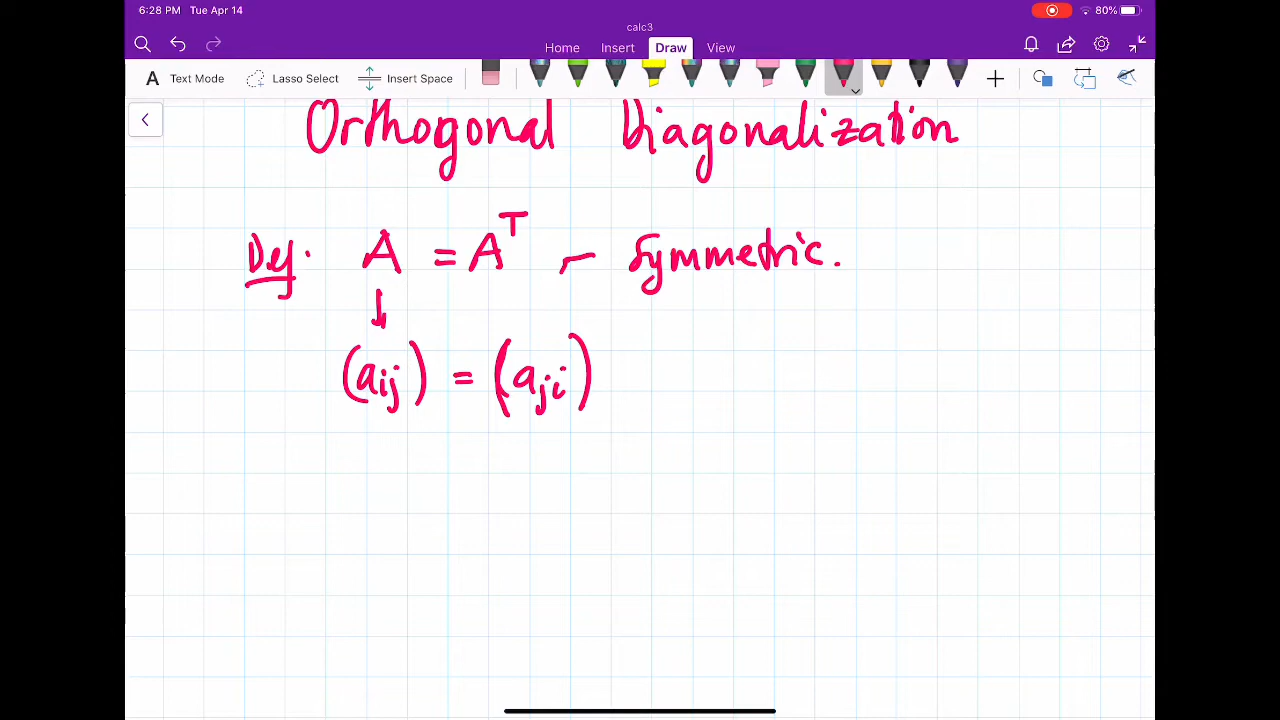 6:28 PM Tue Apr 14 80%
calc3
Home Insert Draw View
A Text Mode Lasso Select Insert Space
Orthogonal Diagonalization
Def. A = Aᵀ – Symmetric.
↓
(aij) = (aji)